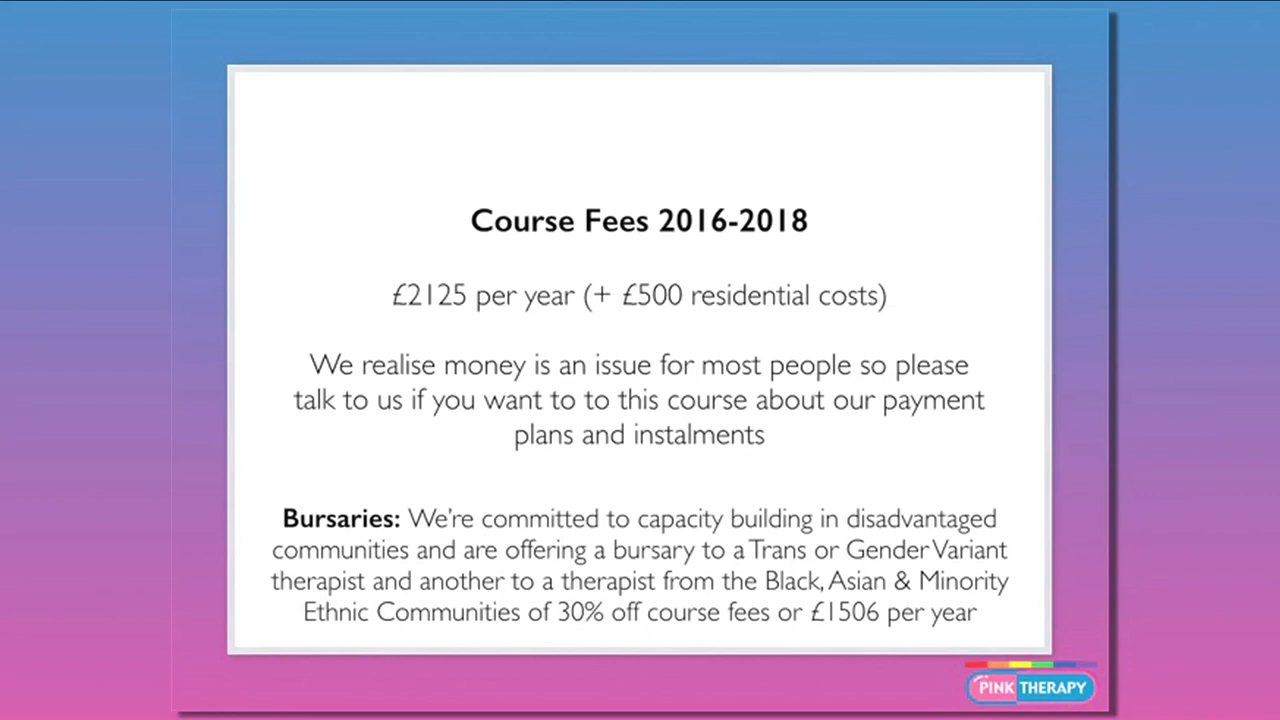 Course Fees 2016-2018
£2125 per year (+ £500 residential costs)
We realise money is an issue for most people so please
talk to us if you want to to this course about our payment
plans and instalments
Bursaries: We're committed to capacity building in disadvantaged
communities and are offering a bursary to a Trans or Gender Variant
therapist and another to a therapist from the Black, Asian & Minority
Ethnic Communities of 30% off course fees or £1506 per year
PINK THERAPY